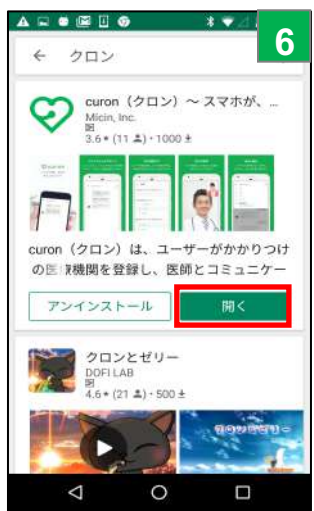 6
クロン
curon（クロン）～ スマホが、...
Micin, Inc.
3.6★ (11 ) • 1000 ±
curon（クロン）は、ユーザーがかかりつけ
の医療機関を登録し、医師とコミュニケー
アンインストール
開く
クロンとゼリー
DOFI LAB
4.6★ (21 ) • 500 ±